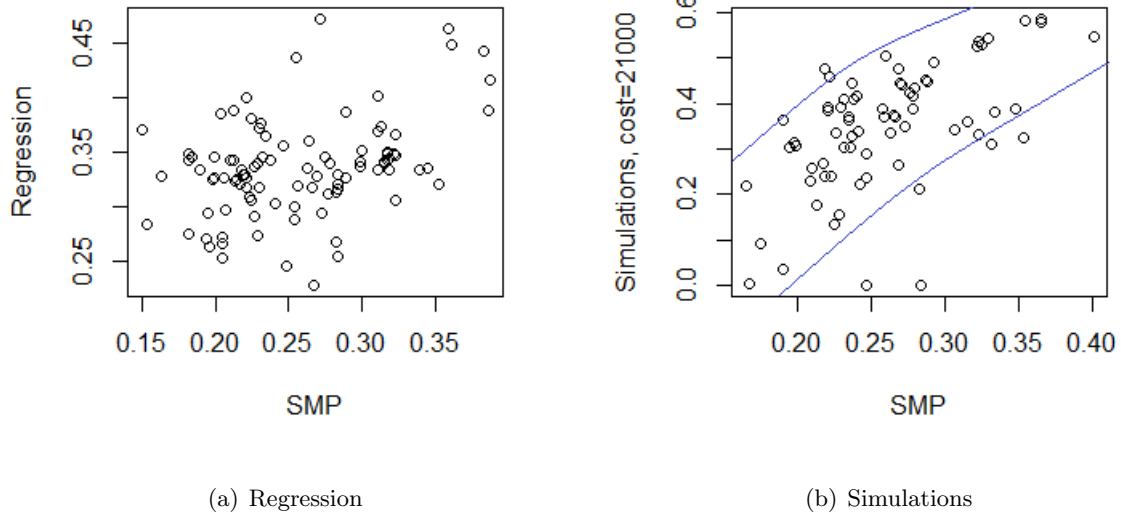 Regression
0.25 0.35 0.45
0.15 0.20 0.25 0.30 0.35
SMP
(a) Regression
Simulations, cost=21000
0.0 0.2 0.4 0.6
0.20 0.25 0.30 0.35 0.40
SMP
(b) Simulations